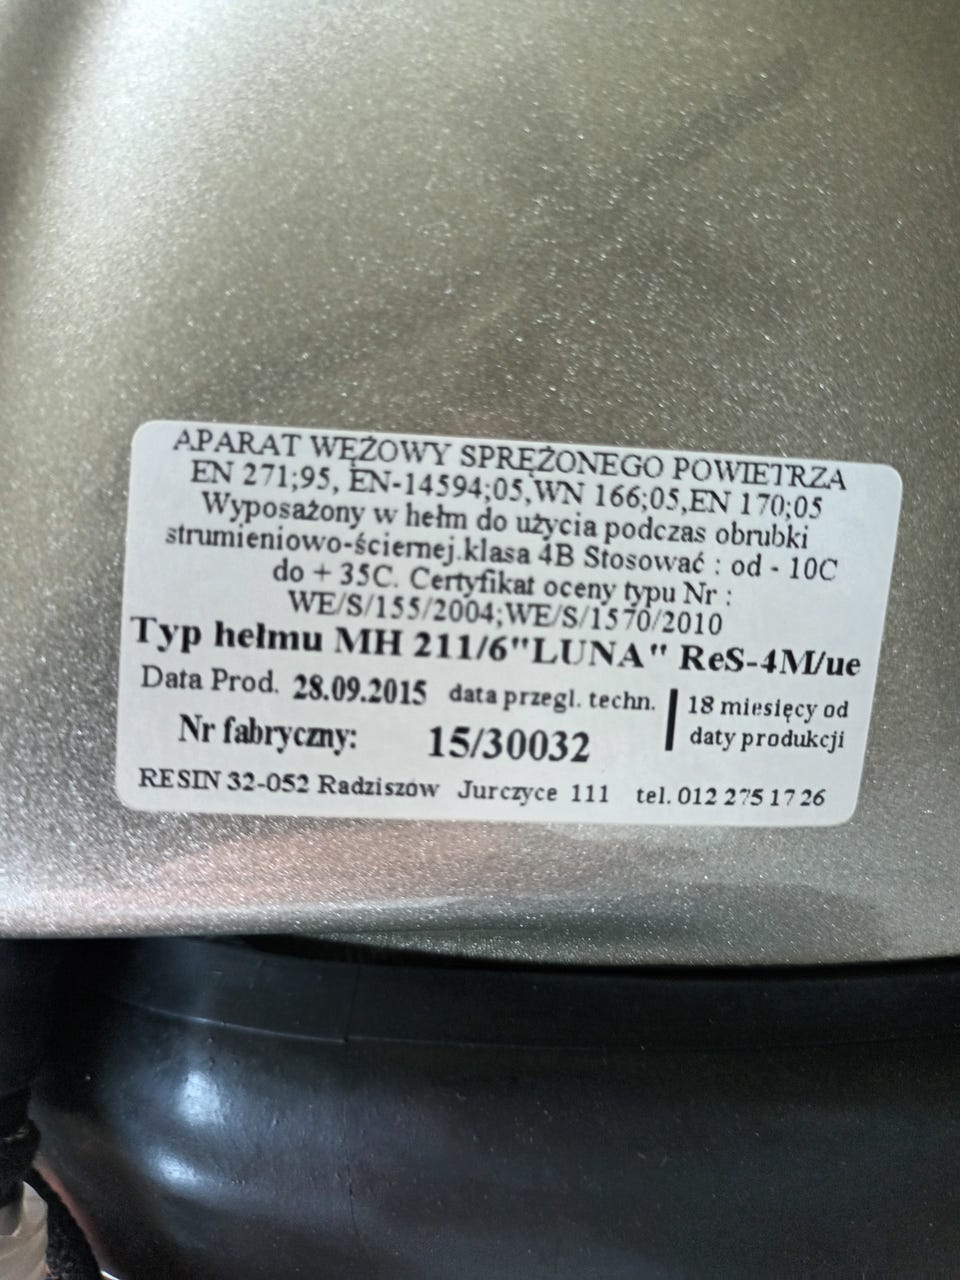 APARAT WĘŻOWY SPRĘŻONEGO POWIETRZA
EN 271;95, EN-14594;05,WN 166;05,EN 170;05
Wyposażony w hełm do użycia podczas obrubki
strumieniowo-ściernej.klasa 4B Stosować : od - 10C
do + 35C. Certyfikat oceny typu Nr :
WE/S/155/2004;WE/S/1570/2010
Typ hełmu MH 211/6"LUNA" ReS-4M/ue
Data Prod. 28.09.2015 data przegl. techn. 18 miesięcy od
daty produkcji
Nr fabryczny: 15/30032
RESIN 32-052 Radziszów Jurczyce 111 tel. 012 275 17 26